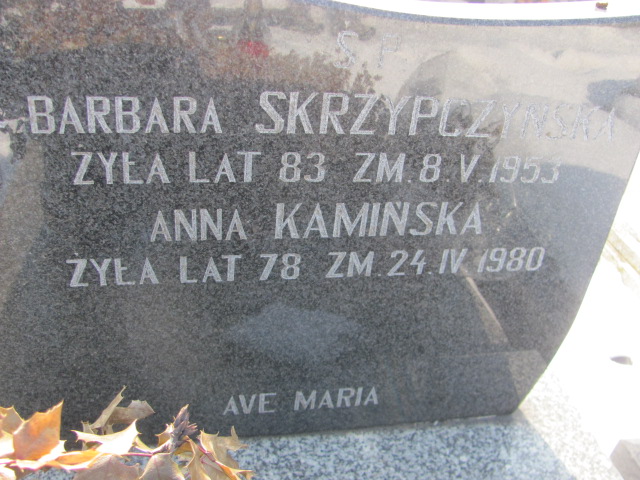 Ś.P.
BARBARA SKRZYPCZYŃSKA
ŻYŁA LAT 83 ZM. 8.V.1953
ANNA KAMIŃSKA
ŻYŁA LAT 78 ZM. 24.IV 1980
AVE MARIA